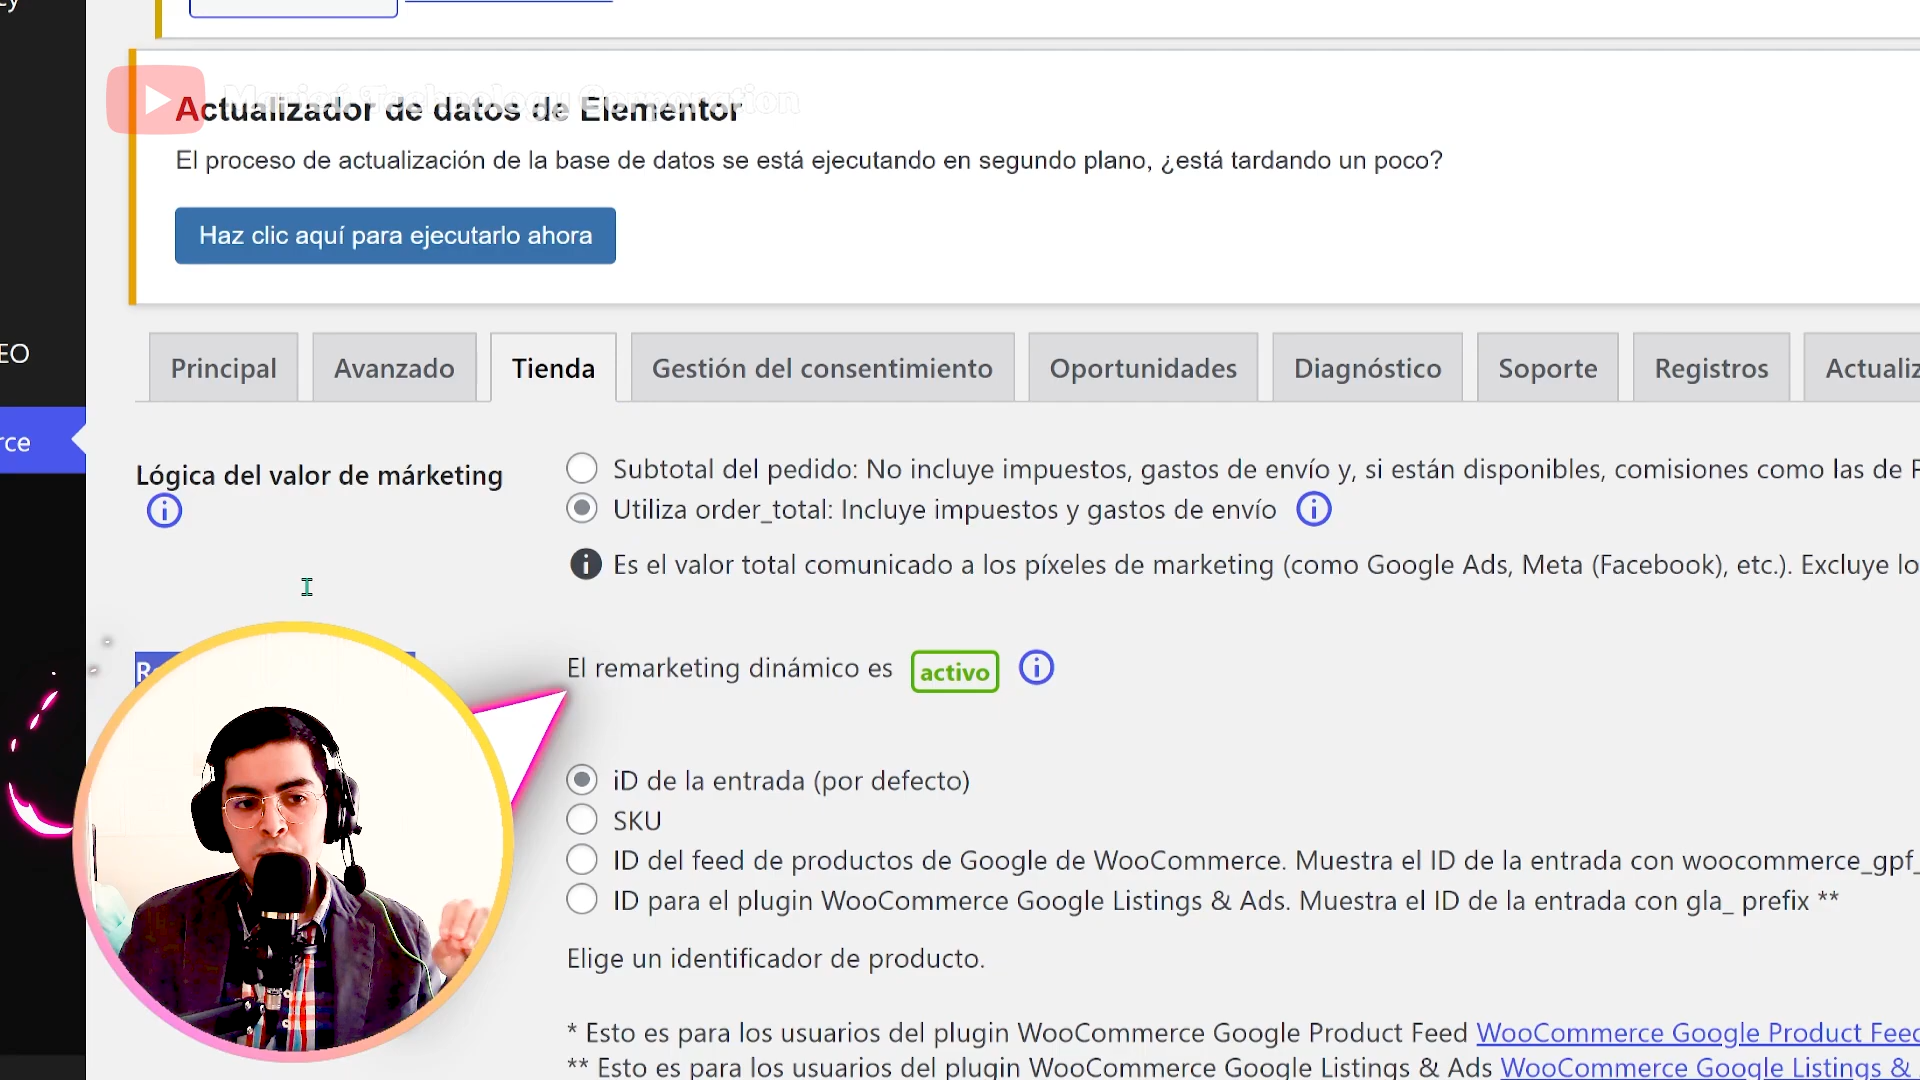 Actualizador de datos de Elementor
El proceso de actualización de la base de datos se está ejecutando en segundo plano, ¿está tardando un poco?
Haz clic aquí para ejecutarlo ahora
EO
Principal
Avanzado
Tienda
Gestión del consentimiento
Oportunidades
Diagnóstico
Soporte
Registros
Actualiz
rce
Lógica del valor de márketing
Subtotal del pedido: No incluye impuestos, gastos de envío y, si están disponibles, comisiones como las de P
Utiliza order_total: Incluye impuestos y gastos de envío
Es el valor total comunicado a los píxeles de marketing (como Google Ads, Meta (Facebook), etc.). Excluye lo
El remarketing dinámico es activo
iD de la entrada (por defecto)
SKU
ID del feed de productos de Google de WooCommerce. Muestra el ID de la entrada con woocommerce_gpf_
ID para el plugin WooCommerce Google Listings & Ads. Muestra el ID de la entrada con gla_ prefix **
Elige un identificador de producto.
* Esto es para los usuarios del plugin WooCommerce Google Product Feed WooCommerce Google Product Feed
** Esto es para los usuarios del plugin WooCommerce Google Listings & Ads WooCommerce Google Listings &